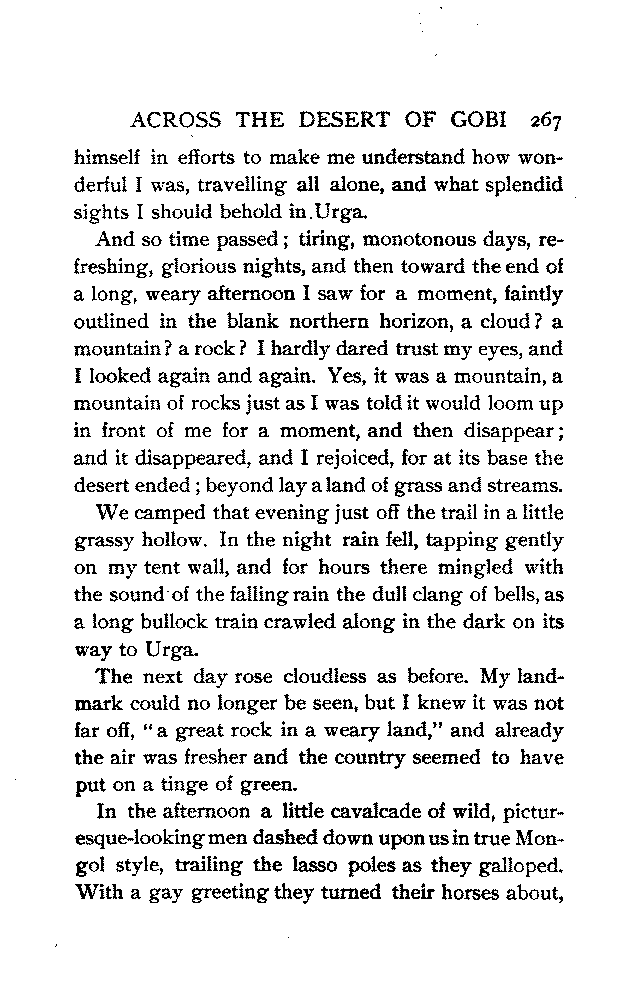 ACROSS THE DESERT OF GOBI 267
himself in efforts to make me understand how won-
derful I was, travelling all alone, and what splendid
sights I should behold in Urga.
And so time passed; tiring, monotonous days, re-
freshing, glorious nights, and then toward the end of
a long, weary afternoon I saw for a moment, faintly
outlined in the blank northern horizon, a cloud? a
mountain? a rock? I hardly dared trust my eyes, and
I looked again and again. Yes, it was a mountain, a
mountain of rocks just as I was told it would loom up
in front of me for a moment, and then disappear;
and it disappeared, and I rejoiced, for at its base the
desert ended; beyond lay a land of grass and streams.
We camped that evening just off the trail in a little
grassy hollow. In the night rain fell, tapping gently
on my tent wall, and for hours there mingled with
the sound of the falling rain the dull clang of bells, as
a long bullock train crawled along in the dark on its
way to Urga.
The next day rose cloudless as before. My land-
mark could no longer be seen, but I knew it was not
far off, "a great rock in a weary land," and already
the air was fresher and the country seemed to have
put on a tinge of green.
In the afternoon a little cavalcade of wild, pictur-
esque-looking men dashed down upon us in true Mon-
gol style, trailing the lasso poles as they galloped.
With a gay greeting they turned their horses about,